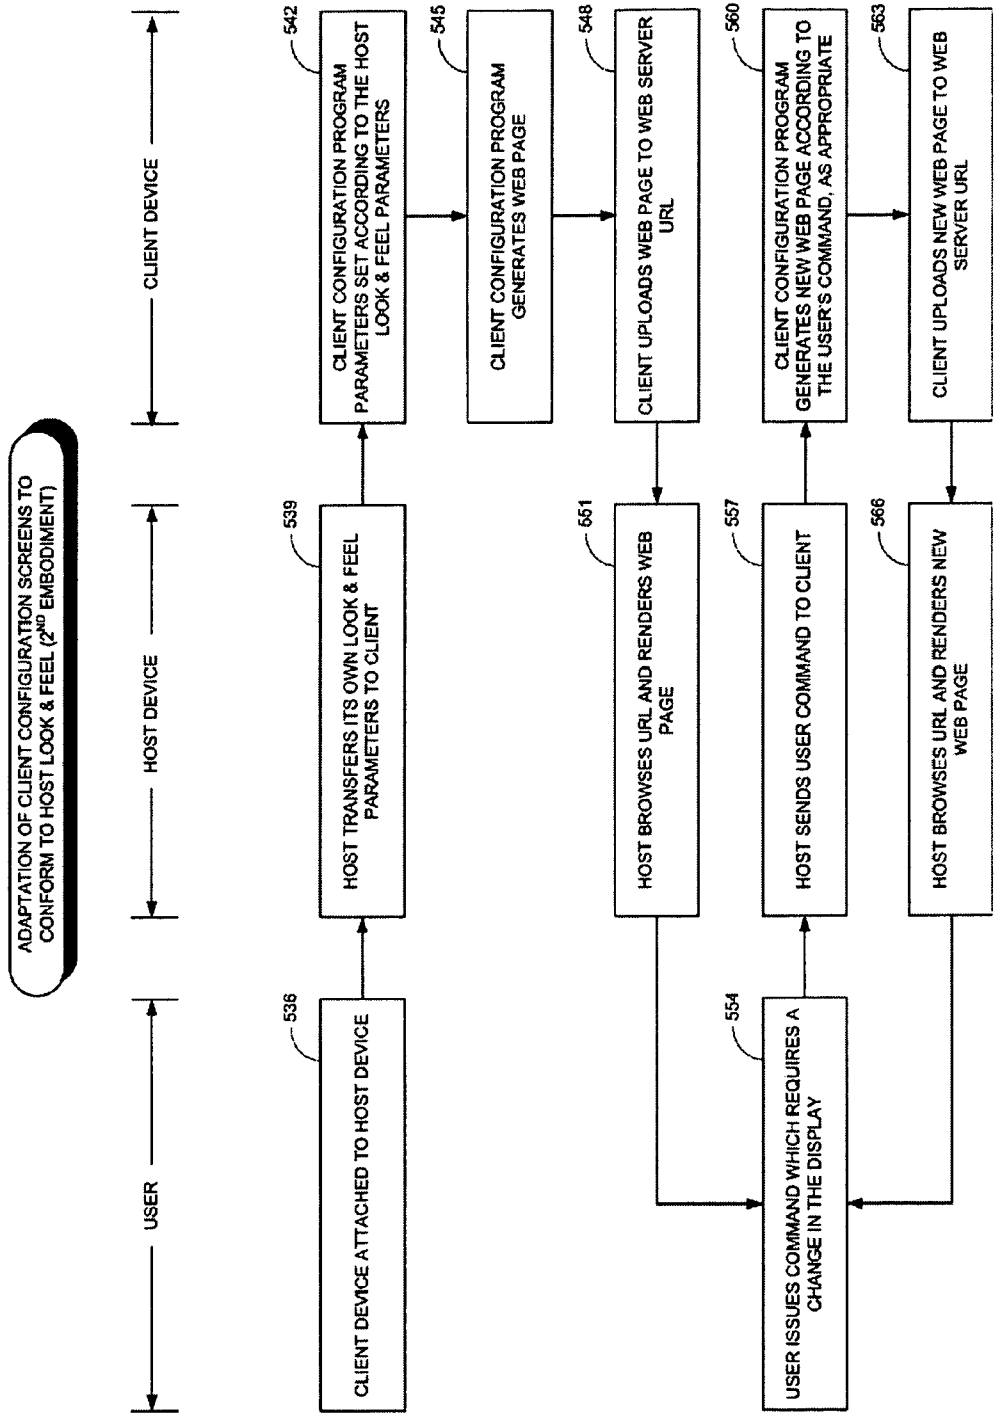 ADAPTATION OF CLIENT CONFIGURATION SCREENS TO
CONFORM TO HOST LOOK & FEEL (2ND EMBODIMENT)
USER
HOST DEVICE
CLIENT DEVICE
536
CLIENT DEVICE ATTACHED TO HOST DEVICE
539
HOST TRANSFERS ITS OWN LOOK & FEEL
PARAMETERS TO CLIENT
542
CLIENT CONFIGURATION PROGRAM
PARAMETERS SET ACCORDING TO THE HOST
LOOK & FEEL PARAMETERS
545
CLIENT CONFIGURATION PROGRAM
GENERATES WEB PAGE
548
CLIENT UPLOADS WEB PAGE TO WEB SERVER
URL
551
HOST BROWSES URL AND RENDERS WEB
PAGE
554
USER ISSUES COMMAND WHICH REQUIRES A
CHANGE IN THE DISPLAY
557
HOST SENDS USER COMMAND TO CLIENT
560
CLIENT CONFIGURATION PROGRAM
GENERATES NEW WEB PAGE ACCORDING TO
THE USER'S COMMAND, AS APPROPRIATE
563
CLIENT UPLOADS NEW WEB PAGE TO WEB
SERVER URL
566
HOST BROWSES URL AND RENDERS NEW
WEB PAGE